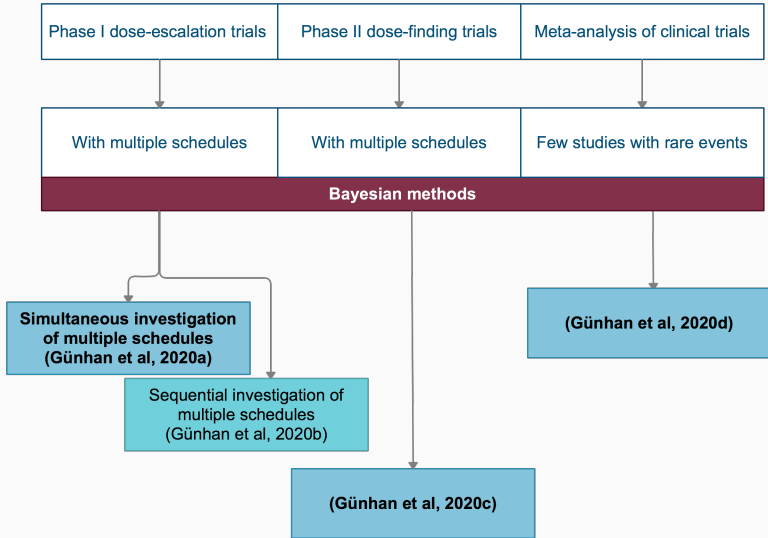 Phase I dose-escalation trials
Phase II dose-finding trials
Meta-analysis of clinical trials
With multiple schedules
With multiple schedules
Few studies with rare events
Bayesian methods
Simultaneous investigation
of multiple schedules
(Günhan et al, 2020a)
(Günhan et al, 2020d)
Sequential investigation of
multiple schedules
(Günhan et al, 2020b)
(Günhan et al, 2020c)